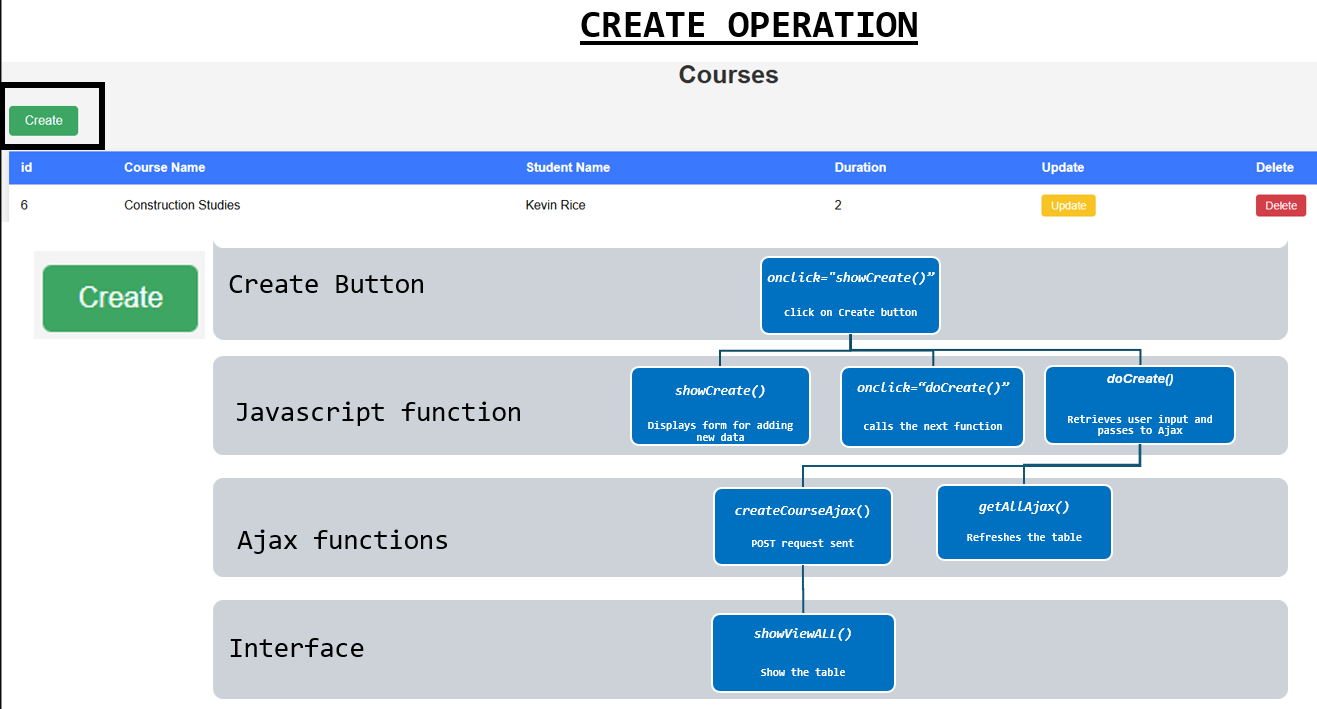 CREATE OPERATION
Courses
Create
id Course Name Student Name Duration Update Delete
6 Construction Studies Kevin Rice 2 Update Delete
Create
Create Button
onclick="showCreate()”
click on Create button
Javascript function
showCreate()
Displays form for adding
new data
onclick=“doCreate()”
calls the next function
doCreate()
Retrieves user input and
passes to Ajax
Ajax functions
createCourseAjax()
POST request sent
getAllAjax()
Refreshes the table
Interface
showViewALL()
Show the table